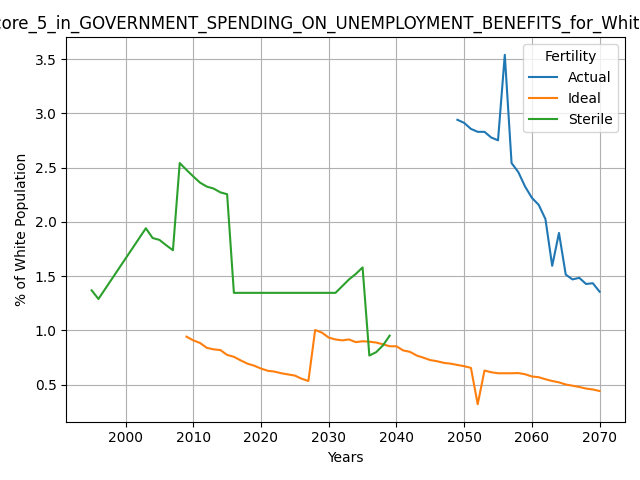 core_5_in_GOVERNMENT_SPENDING_ON_UNEMPLOYMENT_BENEFITS_for_Whit
Fertility
Actual
Ideal
Sterile
% of White Population
3.5
3.0
2.5
2.0
1.5
1.0
0.5
2000 2010 2020 2030 2040 2050 2060 2070
Years